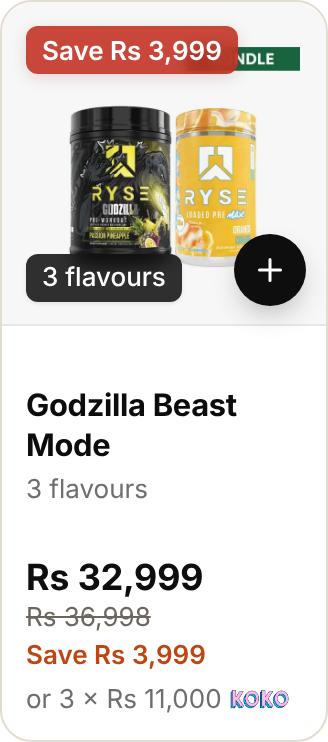 Save Rs 3,999
NDLE
RYSE
GODZILLA
PRE-WORKOUT
PASSION PINEAPPLE
RYSE
LOADED PRE MAX
3 flavours
+
Godzilla Beast
Mode
3 flavours
Rs 32,999
Rs 36,998
Save Rs 3,999
or 3 × Rs 11,000 KOKO